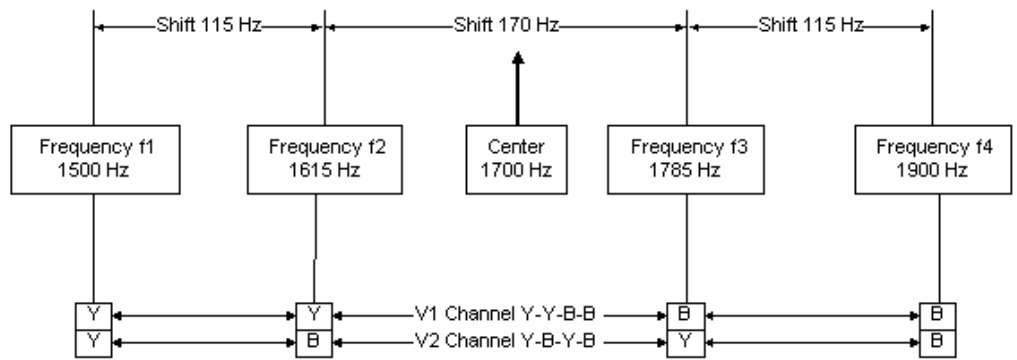 Shift 115 Hz Shift 170 Hz Shift 115 Hz
Frequency f1 Frequency f2 Center Frequency f3 Frequency f4
1500 Hz 1615 Hz 1700 Hz 1785 Hz 1900 Hz
Y Y V1 Channel Y-Y-B-B B B
Y B V2 Channel Y-B-Y-B Y B